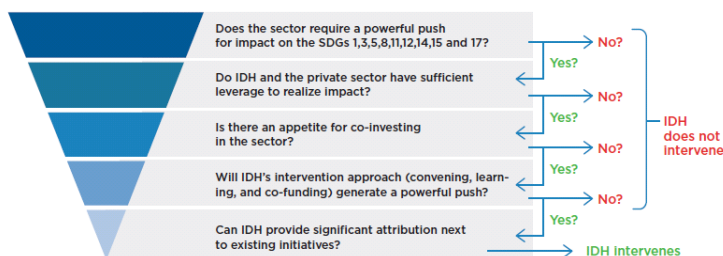 Does the sector require a powerful push
for impact on the SDGs 1,3,5,8,11,12,14,15 and 17?
No?
Yes?
Do IDH and the private sector have sufficient
leverage to realize impact?
No?
Yes?
Is there an appetite for co-investing
in the sector?
No?
Yes?
Will IDH's intervention approach (convening, learn-
ing, and co-funding) generate a powerful push?
No?
Yes?
Can IDH provide significant attribution next
to existing initiatives?
IDH
does not
intervene
IDH intervenes